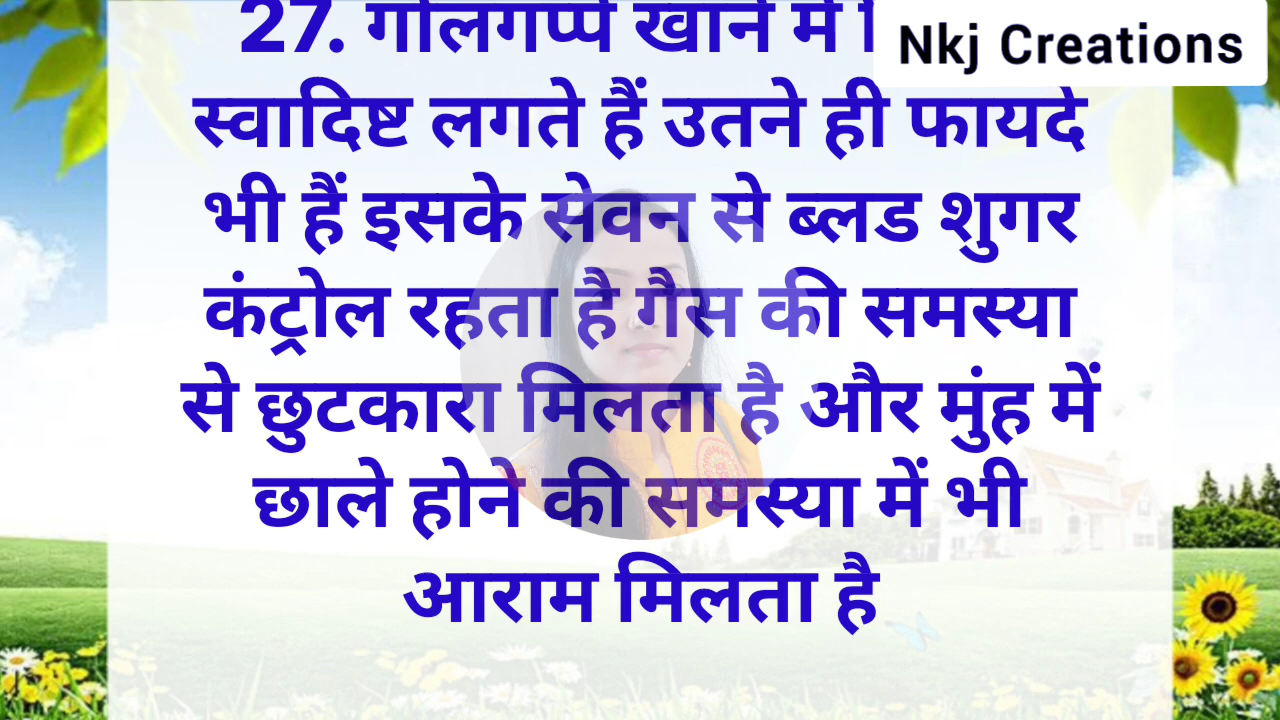 27. गोलगप्पे खाने में
Nkj Creations
स्वादिष्ट लगते हैं उतने ही फायदे
भी हैं इसके सेवन से ब्लड शुगर
कंट्रोल रहता है गैस की समस्या
से छुटकारा मिलता है और मुंह में
छाले होने की समस्या में भी
आराम मिलता है